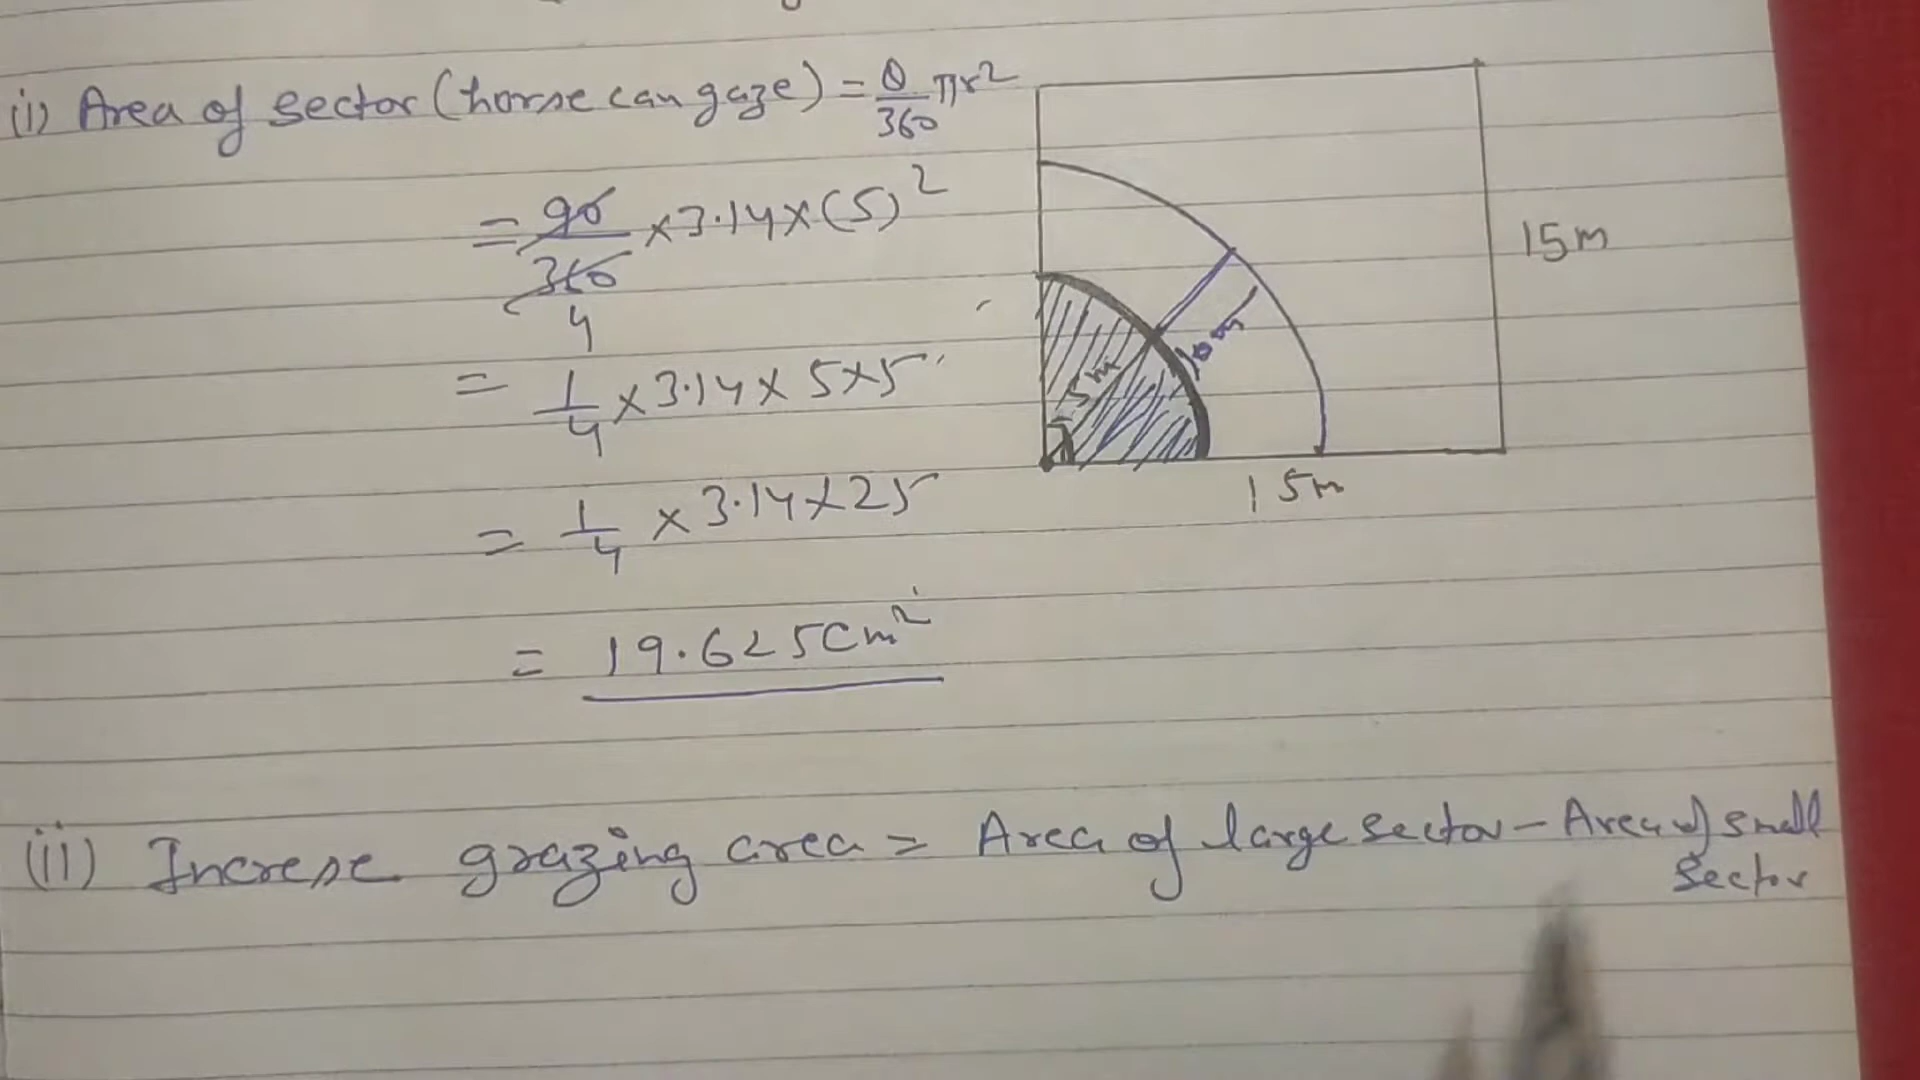 (i) Area of sector (horse can gaze) = θ/360 πr²
= 90/360 × 3.14 × (5)²
4
= 1/4 × 3.14 × 5×5
= 1/4 × 3.14 × 25
= 19.625 cm²
15m
10m
5m
15m
(ii) Increse grazing area = Area of large sector – Area of small
sector